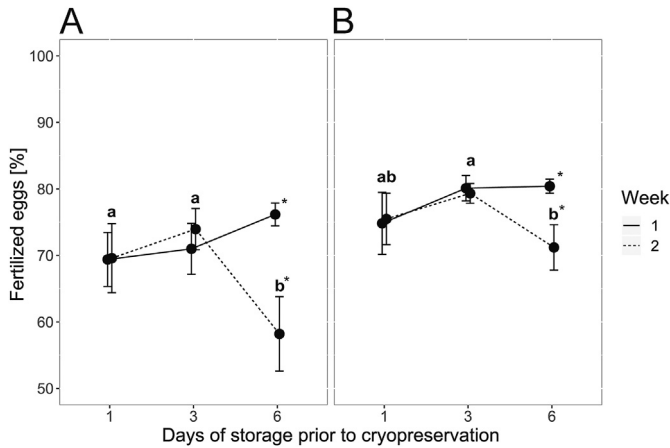 A
B
Fertilized eggs [%]
100
90
80
70
60
50
a
a
*
b*
ab
a
*
b*
1
3
6
1
3
6
Days of storage prior to cryopreservation
Week
1
2